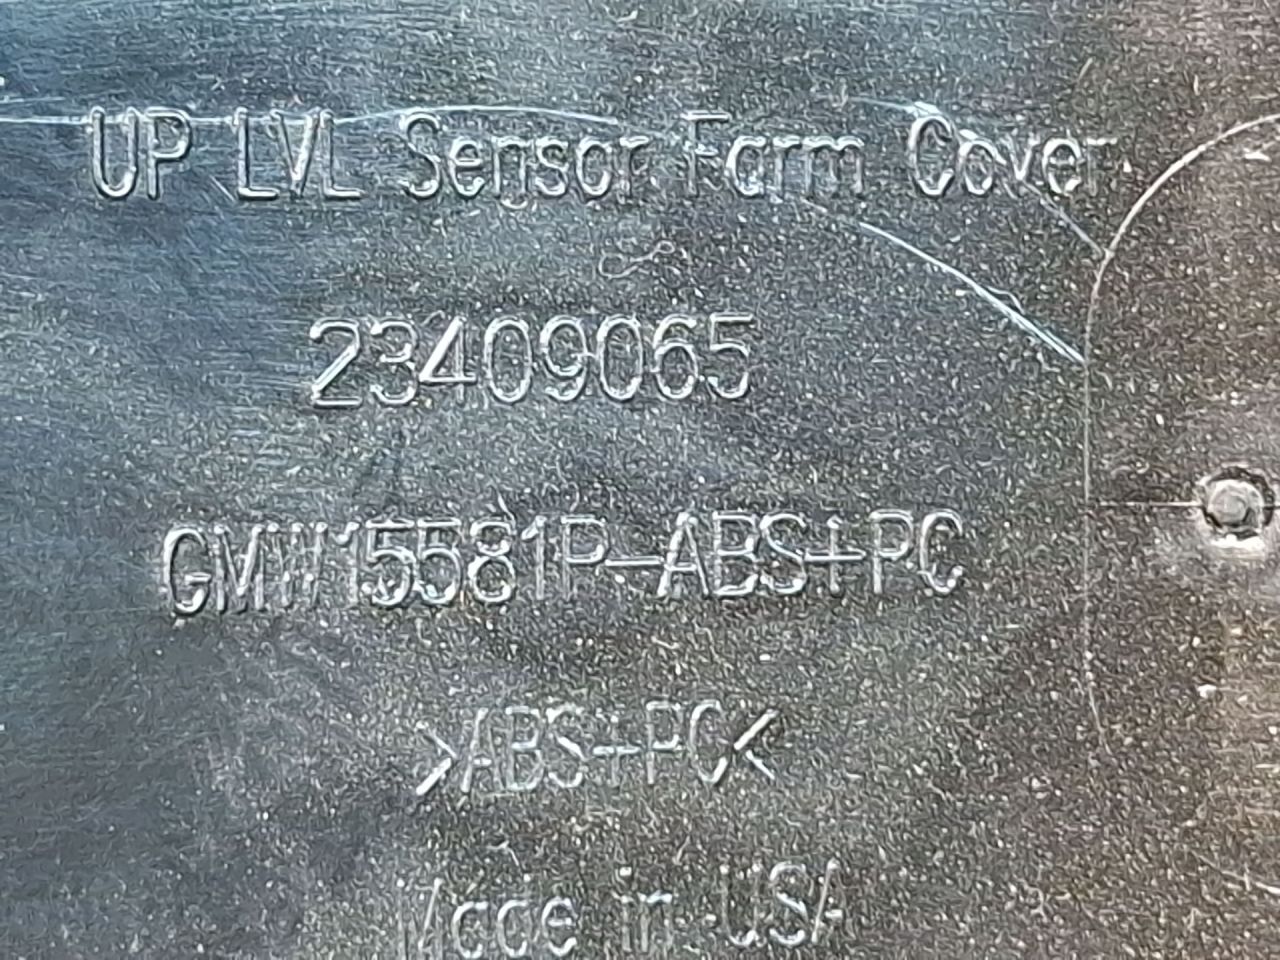 UP LVL Sensor Farm Cover
23409065
GMW15581P-ABS+PC
>ABS+PC<
Made in USA